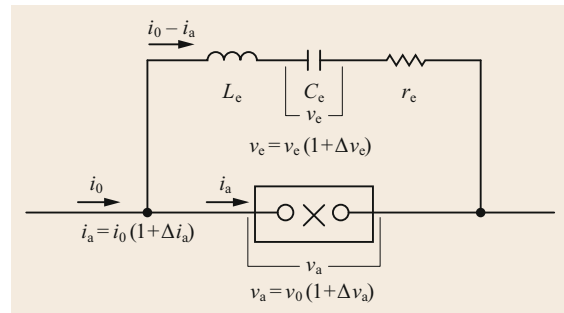 i₀ – iₐ
Lₑ Cₑ rₑ
vₑ
vₑ = vₑ (1+Δvₑ)
i₀ iₐ
iₐ = i₀ (1+Δiₐ)
vₐ
vₐ = v₀ (1+Δvₐ)